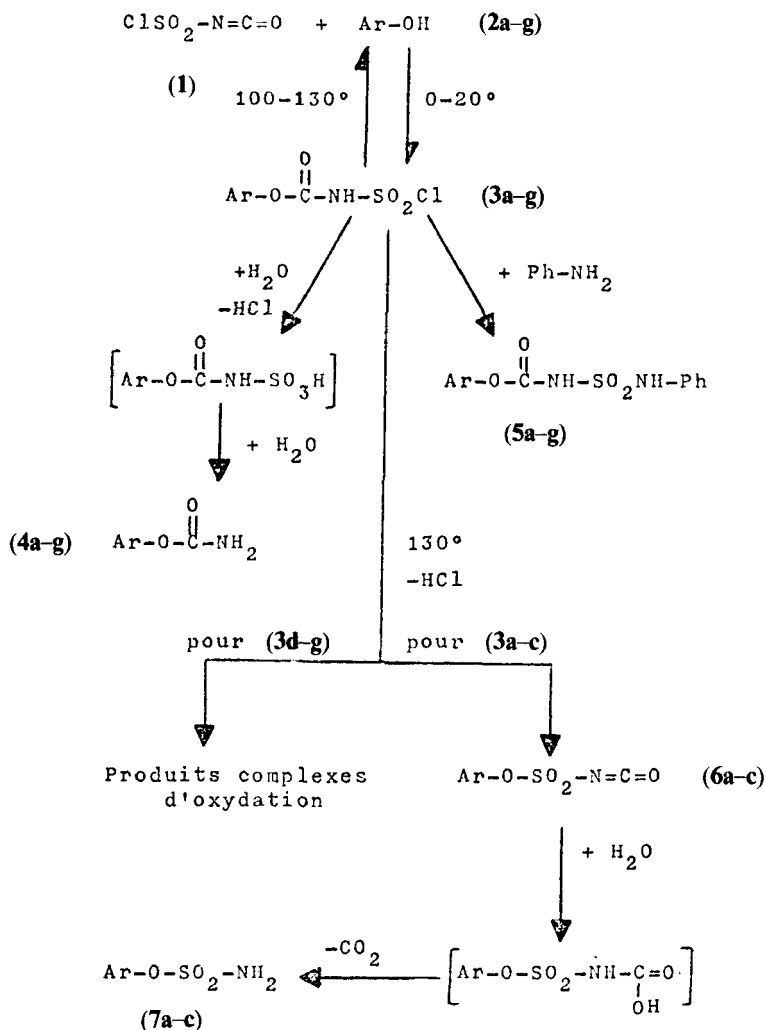 ClSO2-N=C=O + Ar-OH (2a–g)
(1)
100-130° 0-20°
O
||
Ar-O-C-NH-SO2Cl (3a–g)
+H2O
-HCl
+ Ph-NH2
O
||
[Ar-O-C-NH-SO3H]
O
||
Ar-O-C-NH-SO2NH-Ph
(5a–g)
+ H2O
O
||
(4a–g) Ar-O-C-NH2
130°
-HCl
pour (3d–g) pour (3a–c)
Produits complexes
d'oxydation
Ar-O-SO2-N=C=O (6a–c)
+ H2O
-CO2
Ar-O-SO2-NH2
[Ar-O-SO2-NH-C=O]
OH
(7a–c)